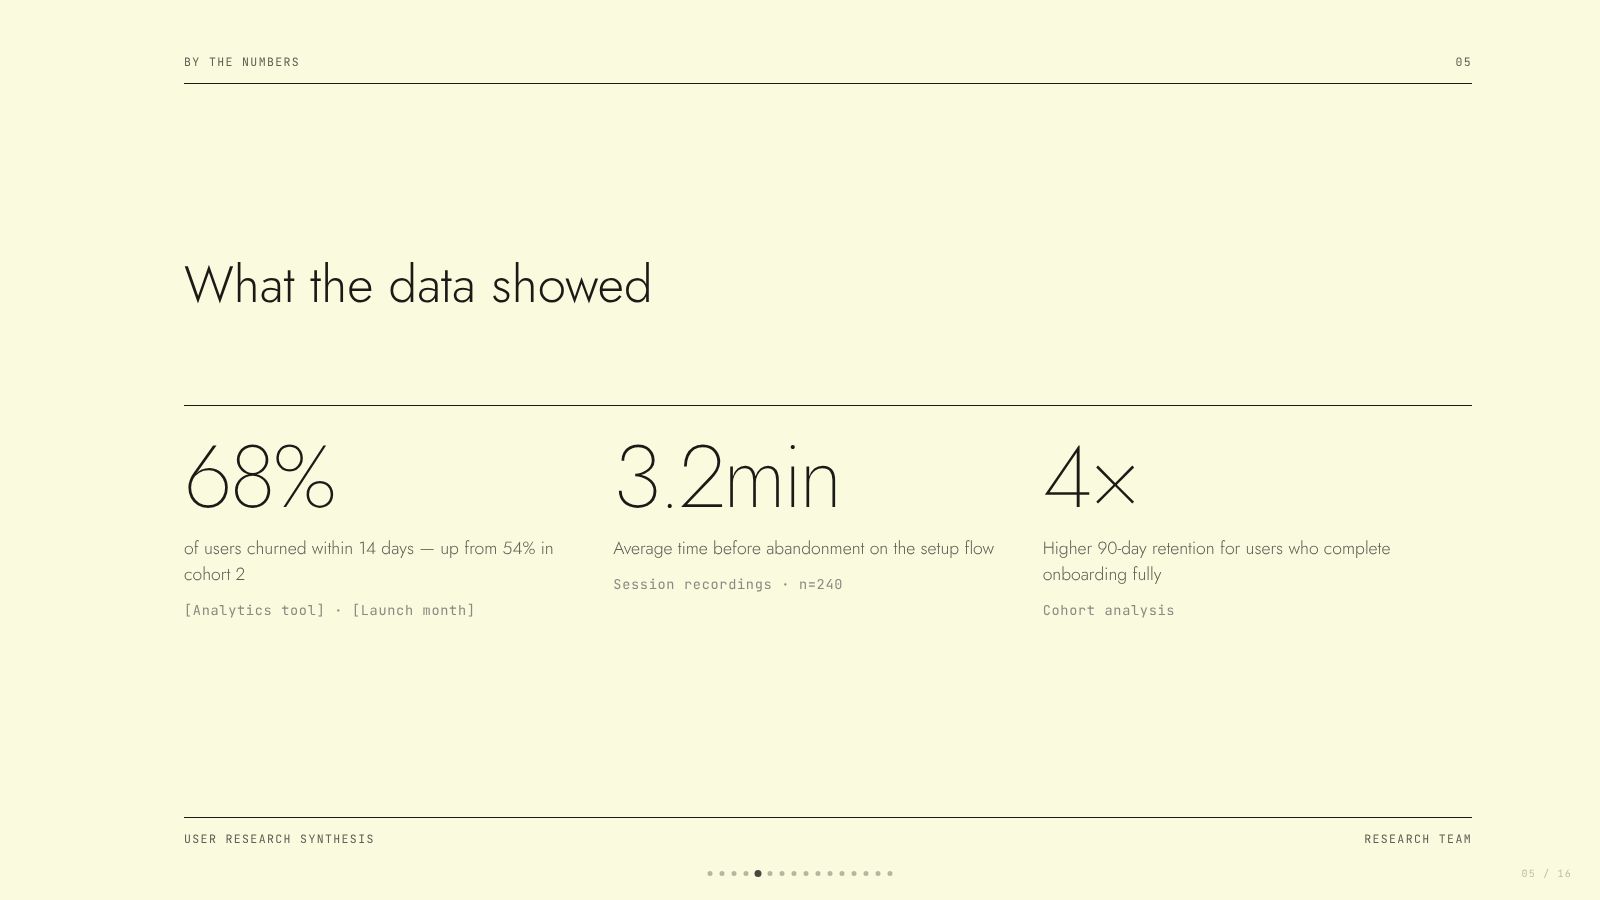 BY THE NUMBERS
05
What the data showed
68%
of users churned within 14 days — up from 54% in
cohort 2
[Analytics tool] · [Launch month]
3.2min
Average time before abandonment on the setup flow
Session recordings · n=240
4×
Higher 90-day retention for users who complete
onboarding fully
Cohort analysis
USER RESEARCH SYNTHESIS
RESEARCH TEAM
05 / 16